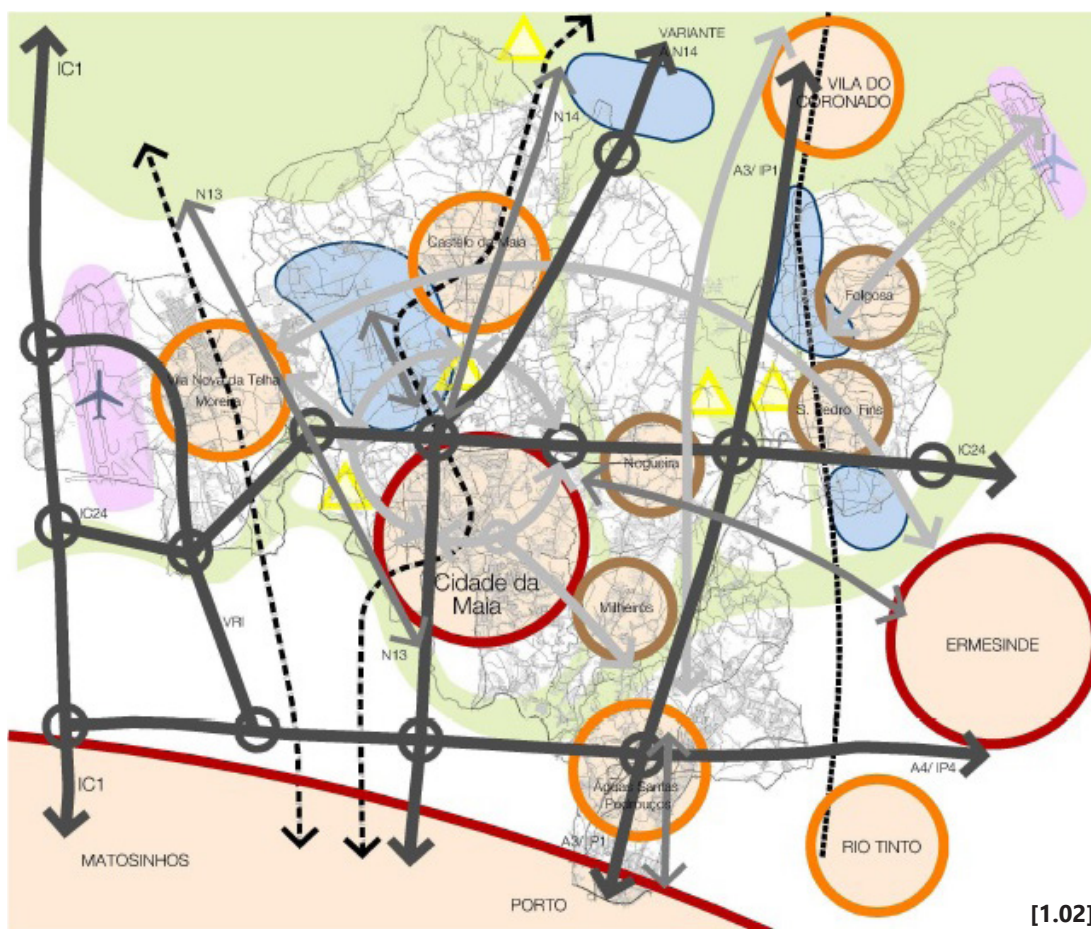 IC1
VARIANTE
A N14
N14
VILA DO
CORONADO
A3/ IP1
N13
Castelo da Maia
Folgosa
Vila Nova da Telha
Moreira
S. Pedro Fins
IC24
Nogueira
IC24
Cidade da
Maia
Milheirós
VRI
N13
ERMESINDE
IC1
A4/ IP4
Águas Santas
Pedrouços
A3/ IP1
RIO TINTO
MATOSINHOS
PORTO
[1.02]